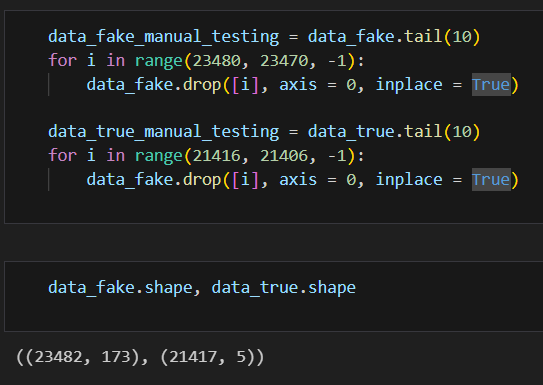 data_fake_manual_testing = data_fake.tail(10)
for i in range(23480, 23470, -1):
    data_fake.drop([i], axis = 0, inplace = True)
data_true_manual_testing = data_true.tail(10)
for i in range(21416, 21406, -1):
    data_fake.drop([i], axis = 0, inplace = True)
data_fake.shape, data_true.shape
((23482, 173), (21417, 5))